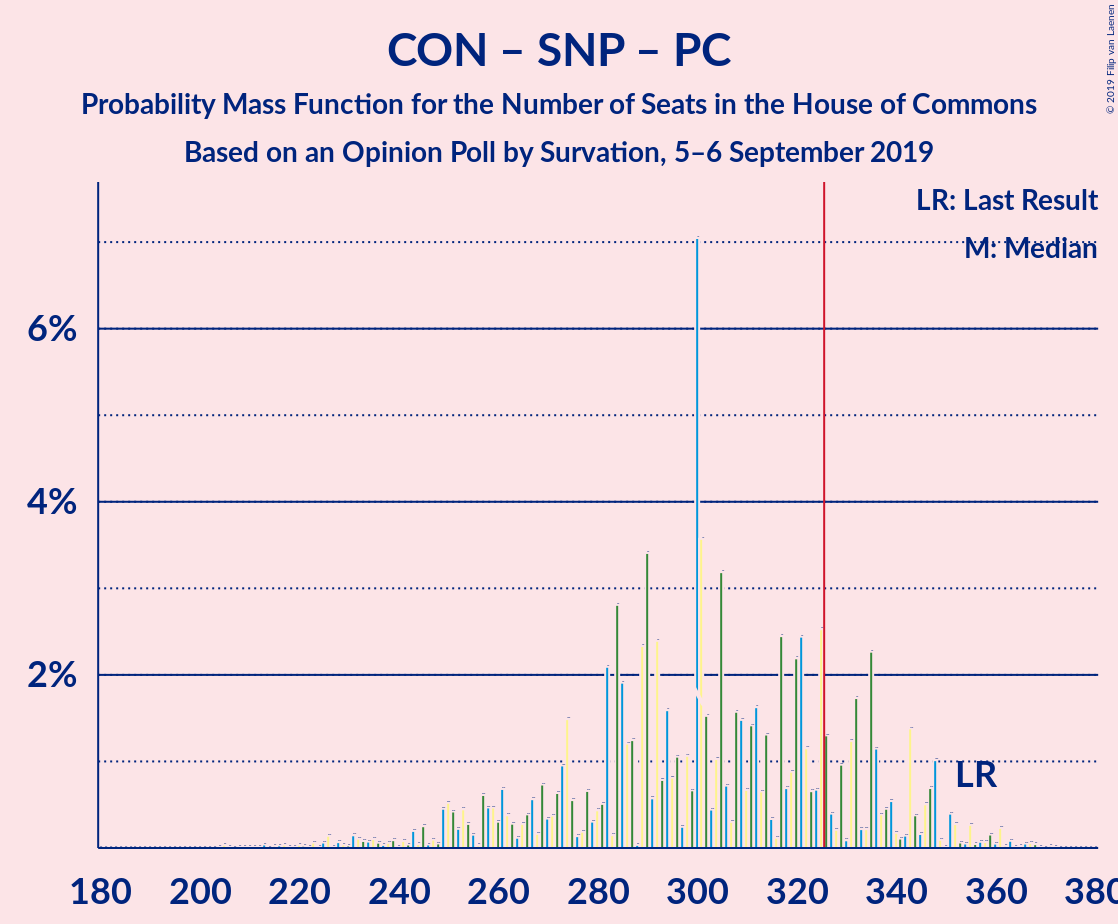 CON – SNP – PC
Probability Mass Function for the Number of Seats in the House of Commons
Based on an Opinion Poll by Survation, 5–6 September 2019
© 2019 Filip van Laenen
LR: Last Result
M: Median
6%
4%
2%
LR
180 200 220 240 260 280 300 320 340 360 380